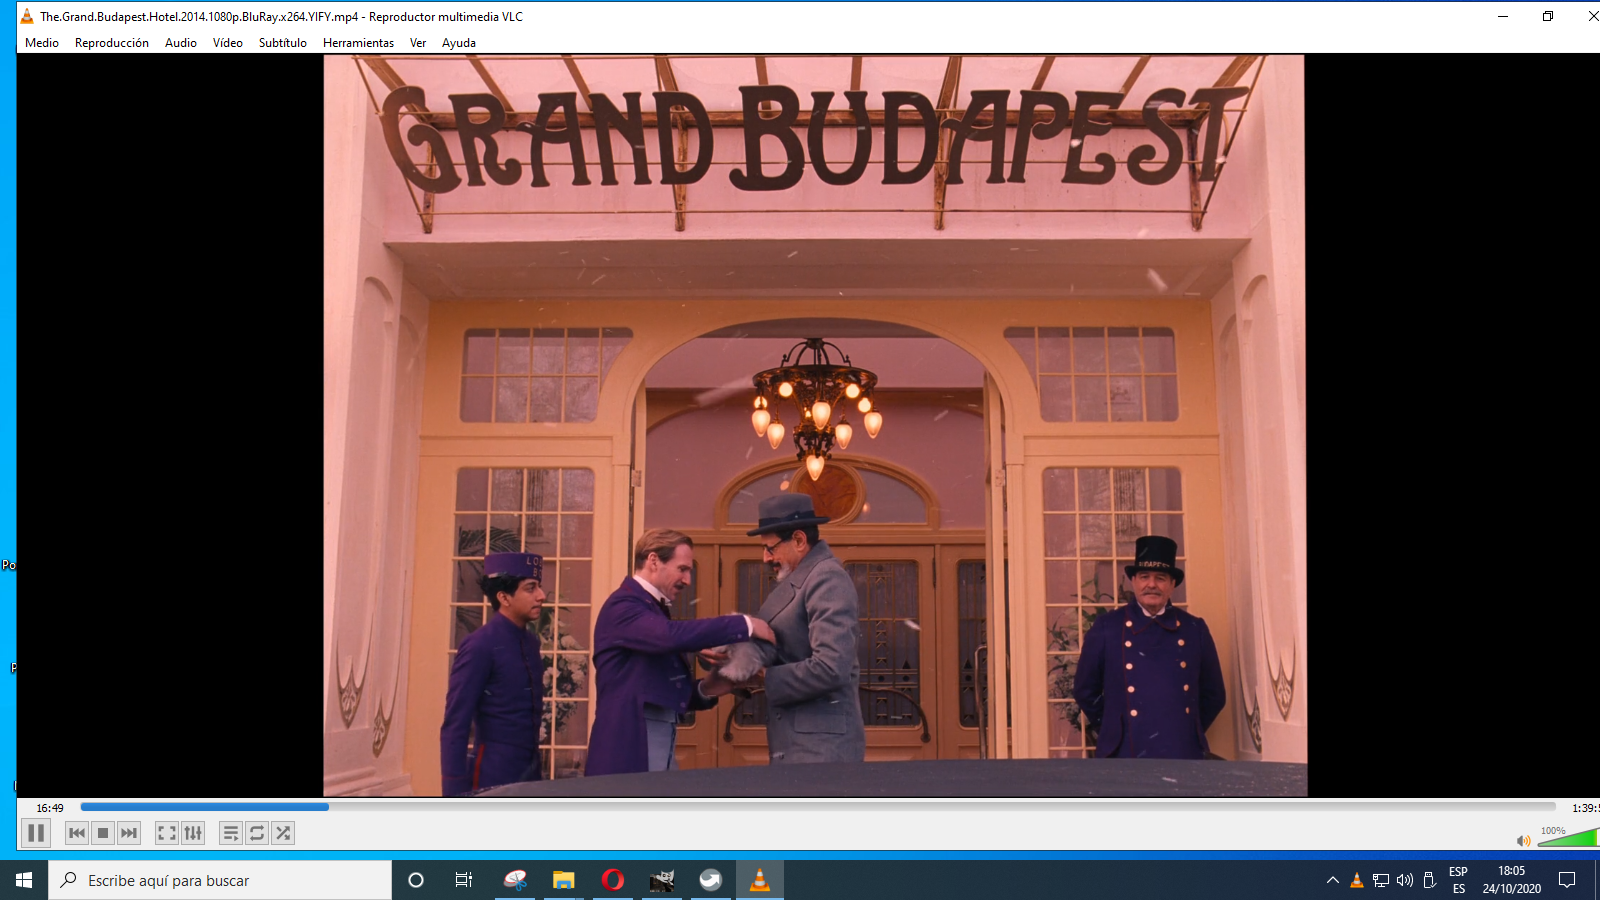 The.Grand.Budapest.Hotel.2014.1080p.BluRay.x264.YIFY.mp4 - Reproductor multimedia VLC
Medio Reproducción Audio Vídeo Subtítulo Herramientas Ver Ayuda
GRAND BUDAPEST
Po
P
16:49
1:39:5
100%
Escribe aquí para buscar
ESP
ES
18:05
24/10/2020